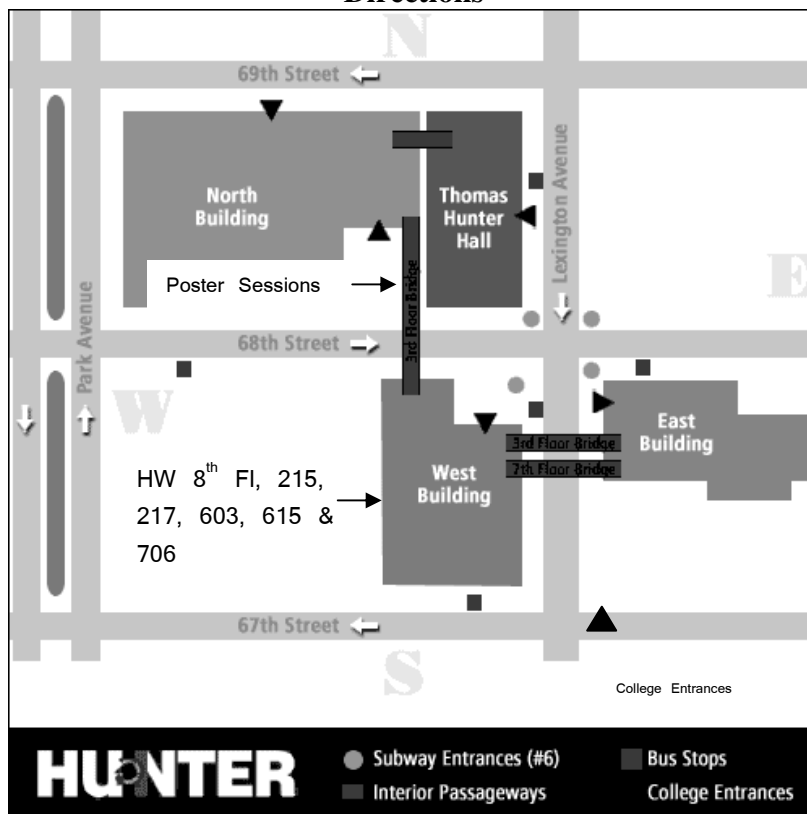 Directions
N
69th Street
North
Building
Thomas
Hunter
Hall
Lexington Avenue
E
Poster Sessions
3rd Floor Bridge
Park Avenue
68th Street
W
3rd Floor Bridge
7th Floor Bridge
East
Building
West
Building
HW 8th Fl, 215,
217, 603, 615 &
706
67th Street
S
College Entrances
HUNTER
Subway Entrances (#6)
Bus Stops
Interior Passageways
College Entrances